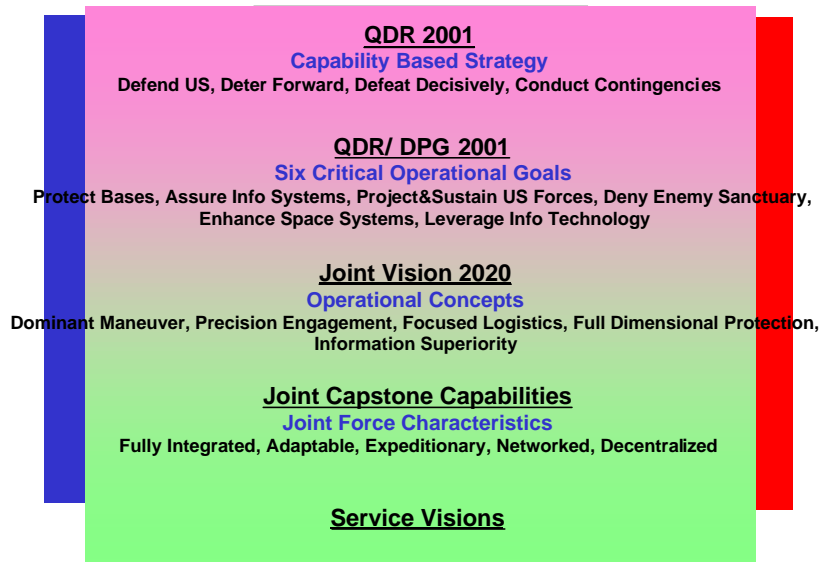 QDR 2001
Capability Based Strategy
Defend US, Deter Forward, Defeat Decisively, Conduct Contingencies
QDR/ DPG 2001
Six Critical Operational Goals
Protect Bases, Assure Info Systems, Project&Sustain US Forces, Deny Enemy Sanctuary,
Enhance Space Systems, Leverage Info Technology
Joint Vision 2020
Operational Concepts
Dominant Maneuver, Precision Engagement, Focused Logistics, Full Dimensional Protection,
Information Superiority
Joint Capstone Capabilities
Joint Force Characteristics
Fully Integrated, Adaptable, Expeditionary, Networked, Decentralized
Service Visions